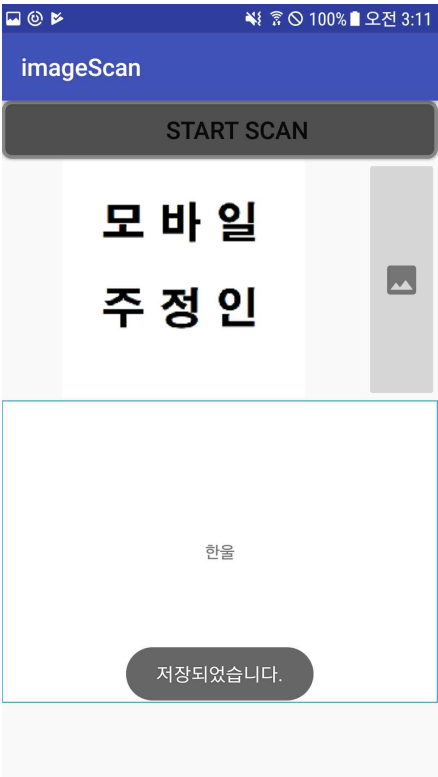 100% 오전 3:11
imageScan
START SCAN
모 바 일
주 정 인
한울
저장되었습니다.